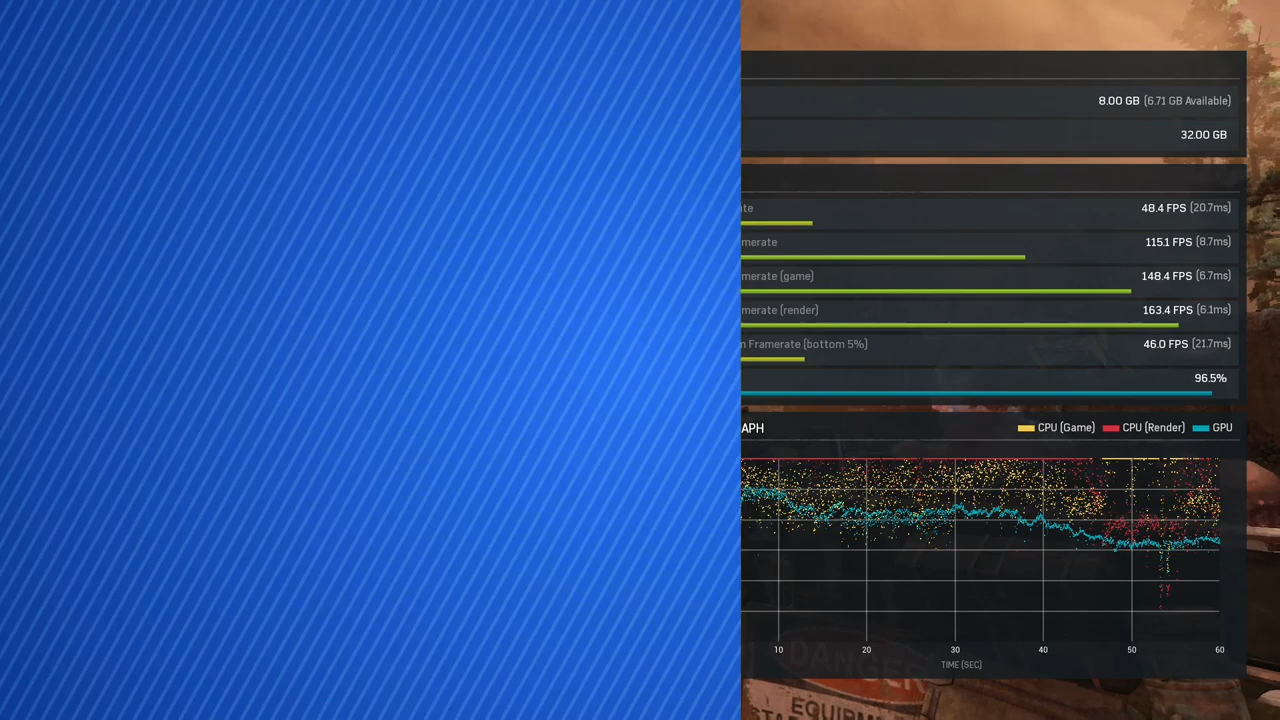 8.00 GB (6.71 GB Available)
32.00 GB
48.4 FPS (20.7ms)
merate 115.1 FPS (8.7ms)
merate (game) 148.4 FPS (6.7ms)
merate (render) 163.4 FPS (6.1ms)
n Framerate (bottom 5%) 46.0 FPS (21.7ms)
96.5%
APH CPU (Game) CPU (Render) GPU
10 20 30 40 50 60
TIME (SEC)
DANGER